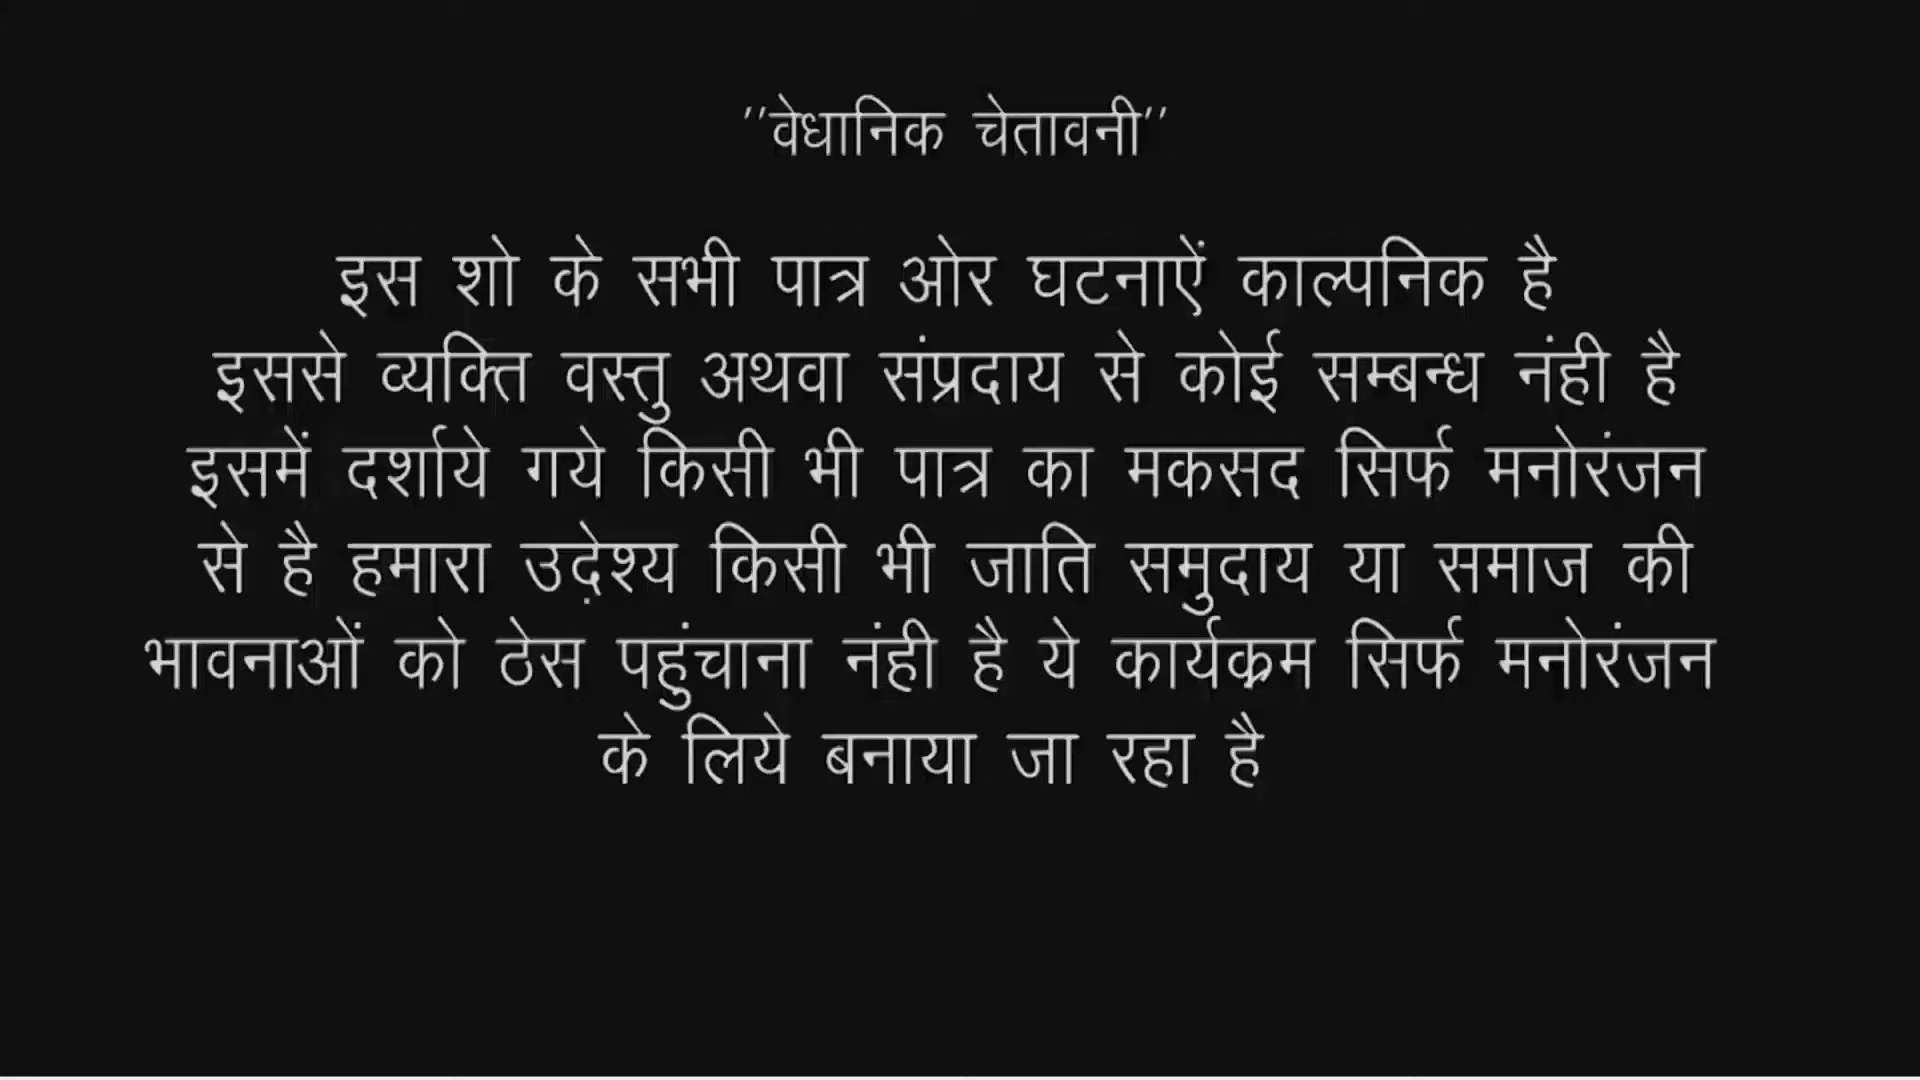 "वेधानिक चेतावनी"
इस शो के सभी पात्र ओर घटनाऐं काल्पनिक है
इससे व्यक्ति वस्तु अथवा संप्रदाय से कोई सम्बन्ध नंही है
इसमें दर्शाये गये किसी भी पात्र का मकसद सिर्फ मनोरंजन
से है हमारा उद़ेश्य किसी भी जाति समुदाय या समाज की
भावनाओं को ठेस पहुंचाना नंही है ये कार्यक्रम सिर्फ मनोरंजन
के लिये बनाया जा रहा है